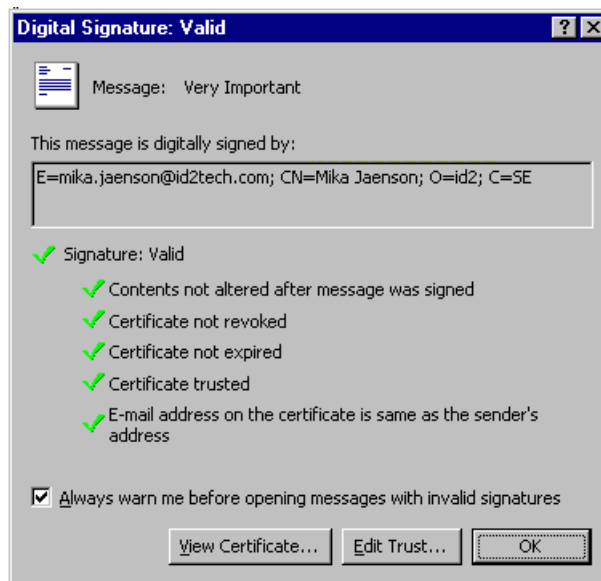 Digital Signature: Valid
Message: Very Important
This message is digitally signed by:
E=mika.jaenson@id2tech.com; CN=Mika Jaenson; O=id2; C=SE
Signature: Valid
Contents not altered after message was signed
Certificate not revoked
Certificate not expired
Certificate trusted
E-mail address on the certificate is same as the sender's
address
Always warn me before opening messages with invalid signatures
View Certificate... Edit Trust... OK